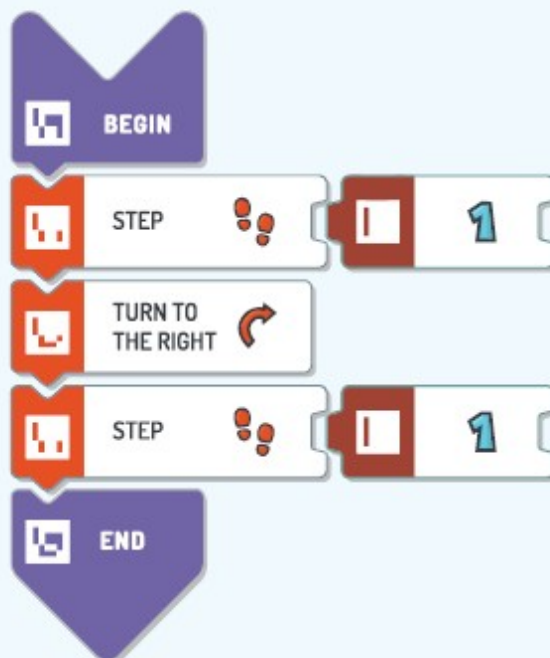 BEGIN
STEP 1
TURN TO
THE RIGHT
STEP 1
END